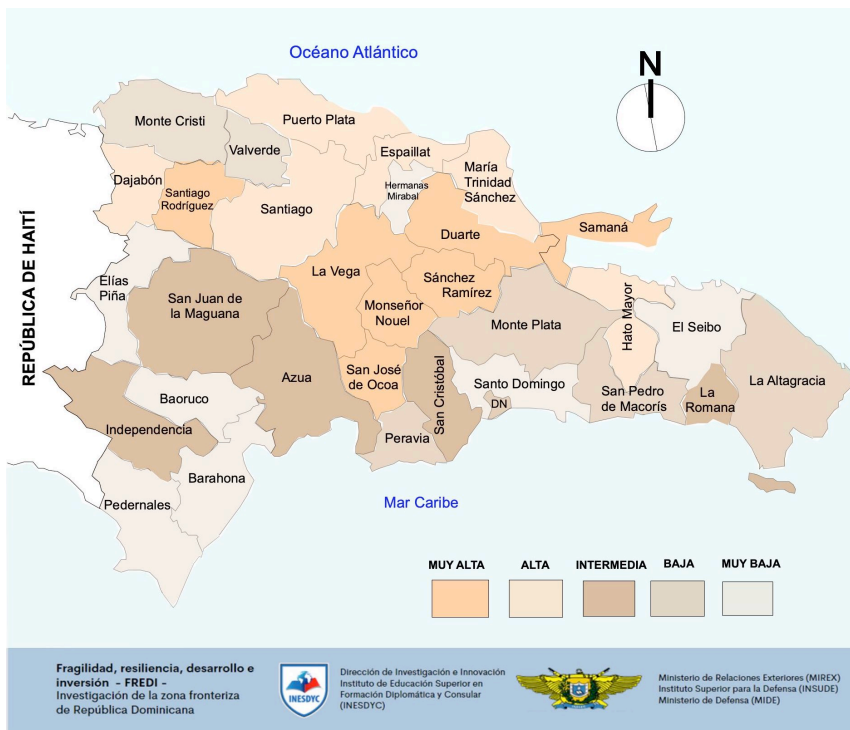 Océano Atlántico
N
Monte Cristi
Puerto Plata
Valverde
Espaillat
María
Trinidad
Sánchez
Dajabón
Santiago
Rodríguez
Hermanas
Mirabal
Santiago
Duarte
Samaná
REPÚBLICA DE HAITÍ
Elías
Piña
La Vega
Sánchez
Ramírez
San Juan de
la Maguana
Monseñor
Nouel
Monte Plata
Hato Mayor
El Seibo
Azua
San José
de Ocoa
San Cristóbal
Santo Domingo
DN
San Pedro
de Macorís
La
Romana
La Altagracia
Baoruco
Independencia
Peravia
Barahona
Pedernales
Mar Caribe
MUY ALTA
ALTA
INTERMEDIA
BAJA
MUY BAJA
Fragilidad, resiliencia, desarrollo e
inversión - FREDI -
Investigación de la zona fronteriza
de República Dominicana
INESDYC
Dirección de Investigación e Innovación
Instituto de Educación Superior en
Formación Diplomática y Consular
(INESDYC)
Ministerio de Relaciones Exteriores (MIREX)
Instituto Superior para la Defensa (INSUDE)
Ministerio de Defensa (MIDE)